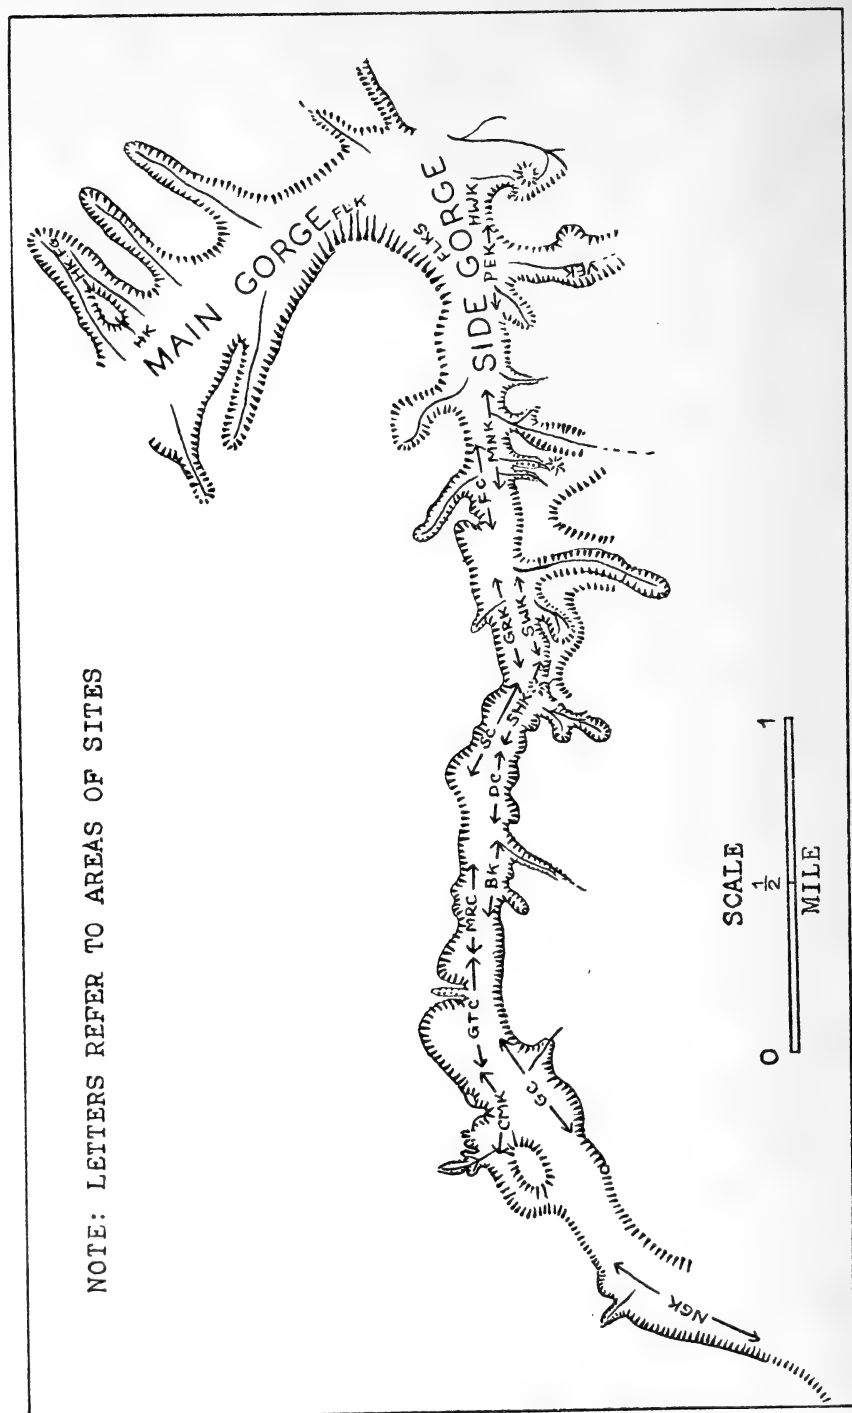 NOTE: LETTERS REFER TO AREAS OF SITES
MAIN GORGE
SIDE GORGE
HK
FLK
FLKS
HWK
PEK
VEK
MNK
FC
GRK
SWK
SC
SHK
DC
BK
MRC
GTC
GC
CMK
NGK
SCALE
0
1/2
1
MILE